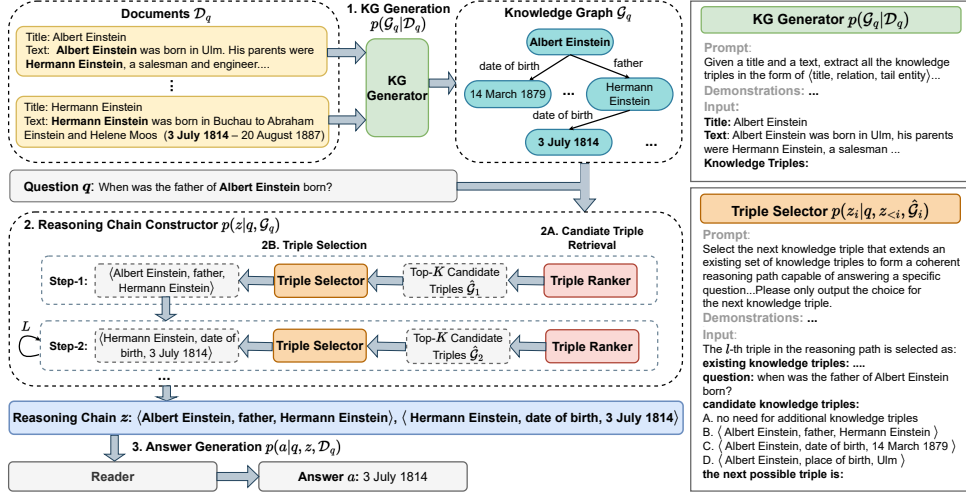 Documents 𝒟q
Title: Albert Einstein
Text: Albert Einstein was born in Ulm. His parents were
Hermann Einstein, a salesman and engineer....
⋮
Title: Hermann Einstein
Text: Hermann Einstein was born in Buchau to Abraham
Einstein and Helene Moos (3 July 1814 – 20 August 1887)
1. KG Generation
p(𝒢q|𝒟q)
KG
Generator
Knowledge Graph 𝒢q
Albert Einstein
date of birth
father
14 March 1879
...
Hermann
Einstein
date of birth
3 July 1814
...
Question q: When was the father of Albert Einstein born?
2. Reasoning Chain Constructor p(z|q, 𝒢q)
2B. Triple Selection
2A. Candiate Triple
Retrieval
Step-1:
⟨Albert Einstein, father,
Hermann Einstein⟩
Triple Selector
Top-K Candidate
Triples 𝒢̂1
Triple Ranker
L
Step-2:
⟨Hermann Einstein, date of
birth, 3 July 1814⟩
Triple Selector
Top-K Candidate
Triples 𝒢̂2
Triple Ranker
...
Reasoning Chain z: ⟨Albert Einstein, father, Hermann Einstein⟩, ⟨ Hermann Einstein, date of birth, 3 July 1814⟩
3. Answer Generation p(a|q, z, 𝒟q)
Reader
Answer a: 3 July 1814
KG Generator p(𝒢q|𝒟q)
Prompt:
Given a title and a text, extract all the knowledge
triples in the form of ⟨title, relation, tail entity⟩...
Demonstrations: ...
Input:
Title: Albert Einstein
Text: Albert Einstein was born in Ulm, his parents
were Hermann Einstein, a salesman ...
Knowledge Triples:
Triple Selector p(zi|q, z<i, 𝒢̂i)
Prompt:
Select the next knowledge triple that extends an
existing set of knowledge triples to form a coherent
reasoning path capable of answering a specific
question...Please only output the choice for
the next knowledge triple.
Demonstrations: ...
Input:
The l-th triple in the reasoning path is selected as:
existing knowledge triples: ....
question: when was the father of Albert Einstein
born?
candidate knowledge triples:
A. no need for additional knowledge triples
B. ⟨ Albert Einstein, father, Hermann Einstein ⟩
C. ⟨ Albert Einstein, date of birth, 14 March 1879 ⟩
D. ⟨ Albert Einstein, place of birth, Ulm ⟩
the next possible triple is: